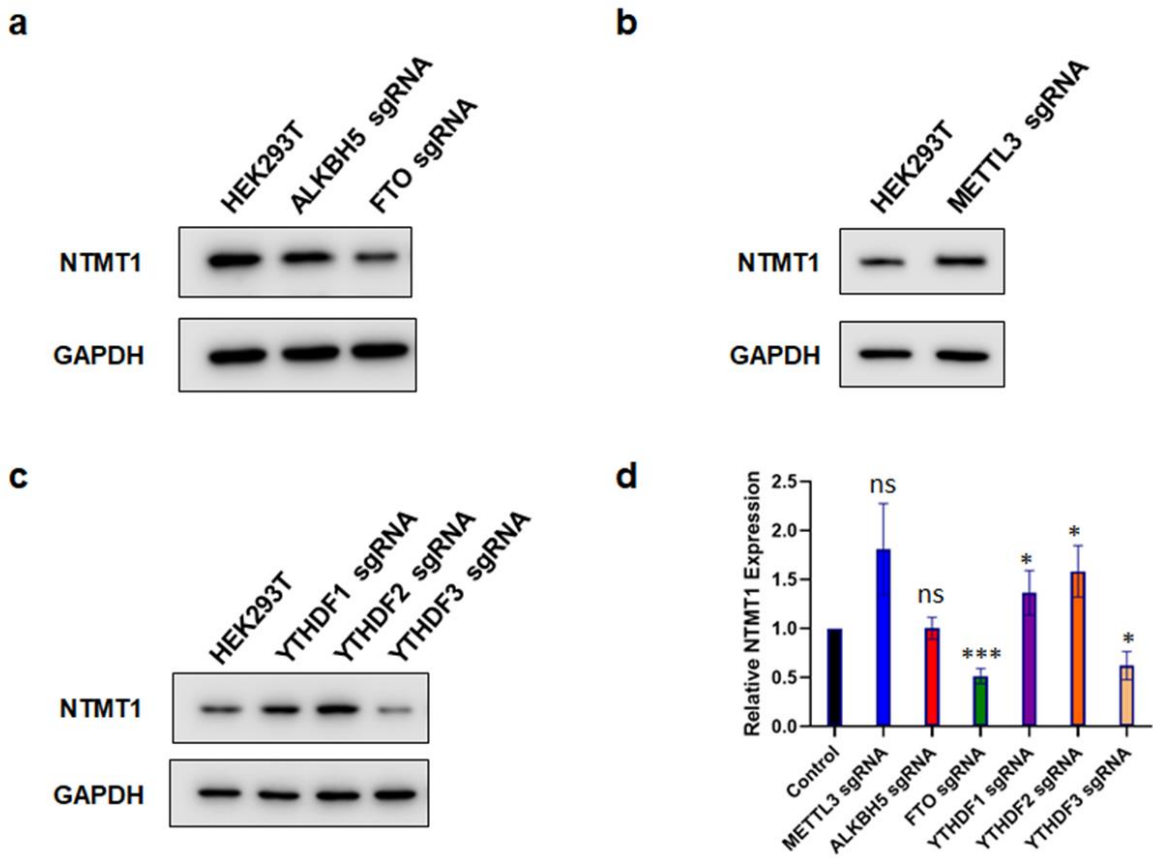 a
HEK293T
ALKBH5 sgRNA
FTO sgRNA
NTMT1
GAPDH
b
HEK293T
METTL3 sgRNA
NTMT1
GAPDH
c
HEK293T
YTHDF1 sgRNA
YTHDF2 sgRNA
YTHDF3 sgRNA
NTMT1
GAPDH
d
Relative NTMT1 Expression
2.5
2.0
1.5
1.0
0.5
0.0
ns
ns
***
*
*
*
Control
METTL3 sgRNA
ALKBH5 sgRNA
FTO sgRNA
YTHDF1 sgRNA
YTHDF2 sgRNA
YTHDF3 sgRNA